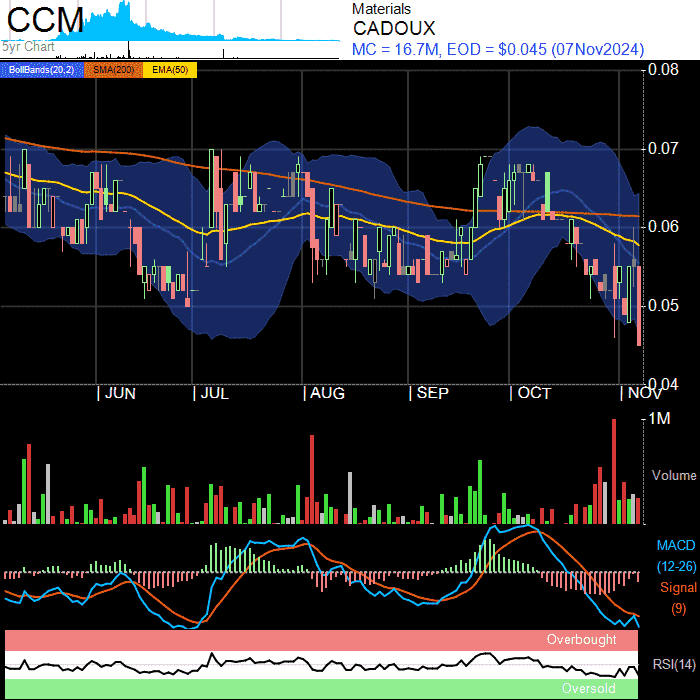 CCM
5yr Chart
Materials
CADOUX
MC = 16.7M, EOD = $0.045 (07Nov2024)
BollBands(20,2) SMA(200) EMA(50)
0.08
0.07
0.06
0.05
0.04
JUN JUL AUG SEP OCT NOV
1M
Volume
MACD
(12-26)
Signal
(9)
Overbought
RSI(14)
Oversold